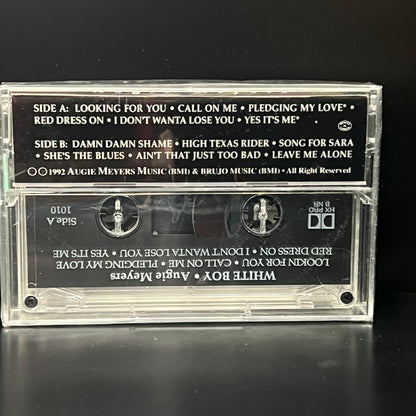 SIDE A: LOOKING FOR YOU • CALL ON ME • PLEDGING MY LOVE* •
RED DRESS ON • I DON'T WANTA LOSE YOU • YES IT'S ME*
SIDE B: DAMN DAMN SHAME • HIGH TEXAS RIDER • SONG FOR SARA
• SHE'S THE BLUES • AIN'T THAT JUST TOO BAD • LEAVE ME ALONE
ⓅⒸ1992 AUGIE MEYERS MUSIC (BMI) & BRUJO MUSIC (BMI) • All Right Reserved
WHITE BOY • Augie Meyers
LOOKIN FOR YOU • CALL ON ME • PLEDGING MY LOVE
RED DRESS ON • I DON'T WANTA LOSE YOU • YES IT'S ME
Side A
1010
HX PRO
B NR